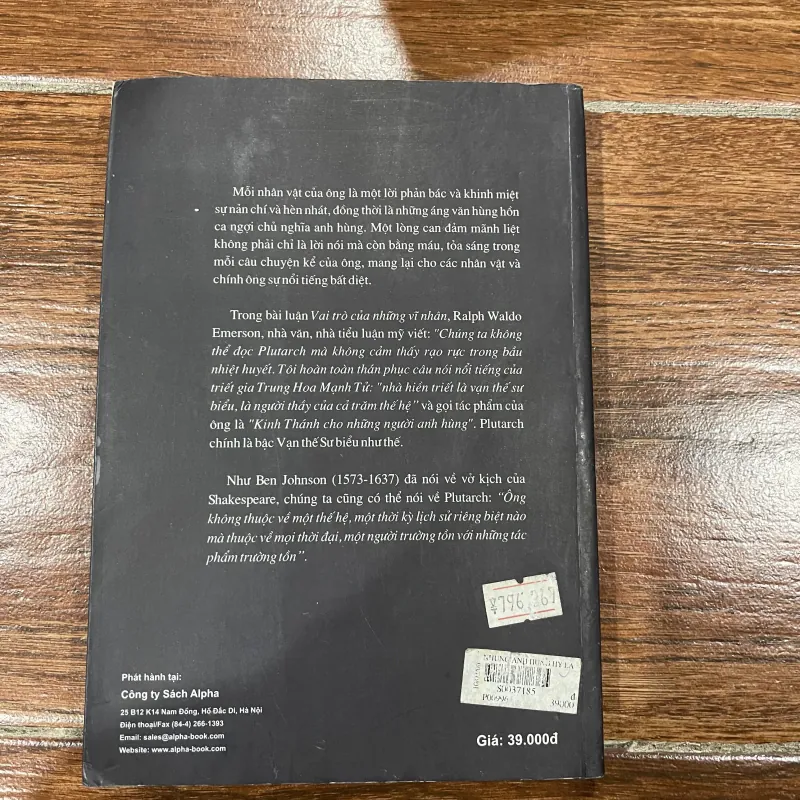 Mỗi nhân vật của ông là một lời phản bác và khinh miệt
sự nản chí và hèn nhát, đồng thời là những áng văn hùng hồn
ca ngợi chủ nghĩa anh hùng. Một lòng can đảm mãnh liệt
không phải chỉ là lời nói mà còn bằng máu, tỏa sáng trong
mỗi câu chuyện kể của ông, mang lại cho các nhân vật và
chính ông sự nổi tiếng bất diệt.
Trong bài luận Vai trò của những vĩ nhân, Ralph Waldo
Emerson, nhà văn, nhà tiểu luận mỹ viết: "Chúng ta không
thể đọc Plutarch mà không cảm thấy rạo rực trong bầu
nhiệt huyết. Tôi hoàn toàn thán phục câu nói nổi tiếng của
triết gia Trung Hoa Mạnh Tử: "nhà hiền triết là vạn thế sư
biểu, là người thầy của cả trăm thế hệ" và gọi tác phẩm của
ông là "Kinh Thánh cho những người anh hùng". Plutarch
chính là bậc Vạn thế Sư biểu như thế.
Như Ben Johnson (1573-1637) đã nói về vở kịch của
Shakespeare, chúng ta cũng có thể nói về Plutarch: "Ông
không thuộc về một thế hệ, một thời kỳ lịch sử riêng biệt nào
mà thuộc về mọi thời đại, một người trường tồn với những tác
phẩm trường tồn".
Phát hành tại:
Công ty Sách Alpha
25 B12 K14 Nam Đồng, Hồ Đắc Di, Hà Nội
Điện thoại/Fax (84-4) 266-1393
Email: sales@alpha-book.com
Website: www.alpha-book.com
S0037185
đ
39000
Giá: 39.000đ